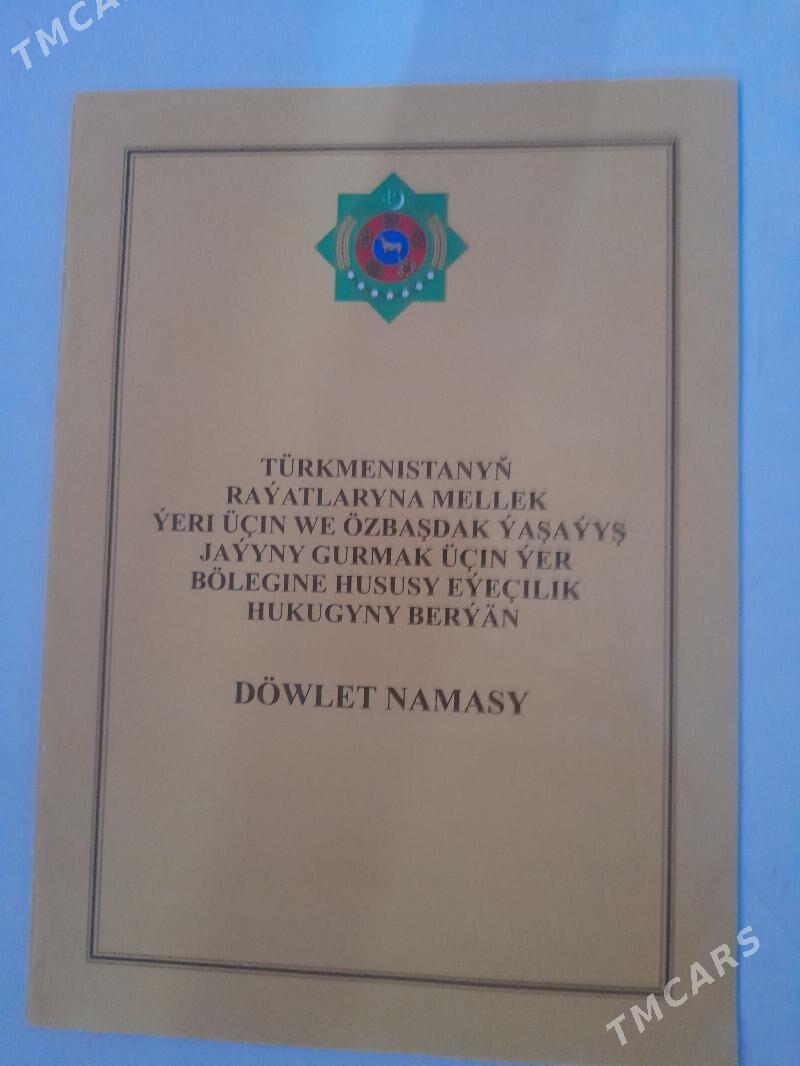 TMCARS
TÜRKMENISTANYŇ
RAÝATLARYNA MELLEK
ÝERI ÜÇIN WE ÖZBAŞDAK ÝAŞAÝYŞ
JAÝYNY GURMAK ÜÇIN ÝER
BÖLEGINE HUSUSY EÝEÇILIK
HUKUGYNY BERÝÄN
DÖWLET NAMASY
TMCARS